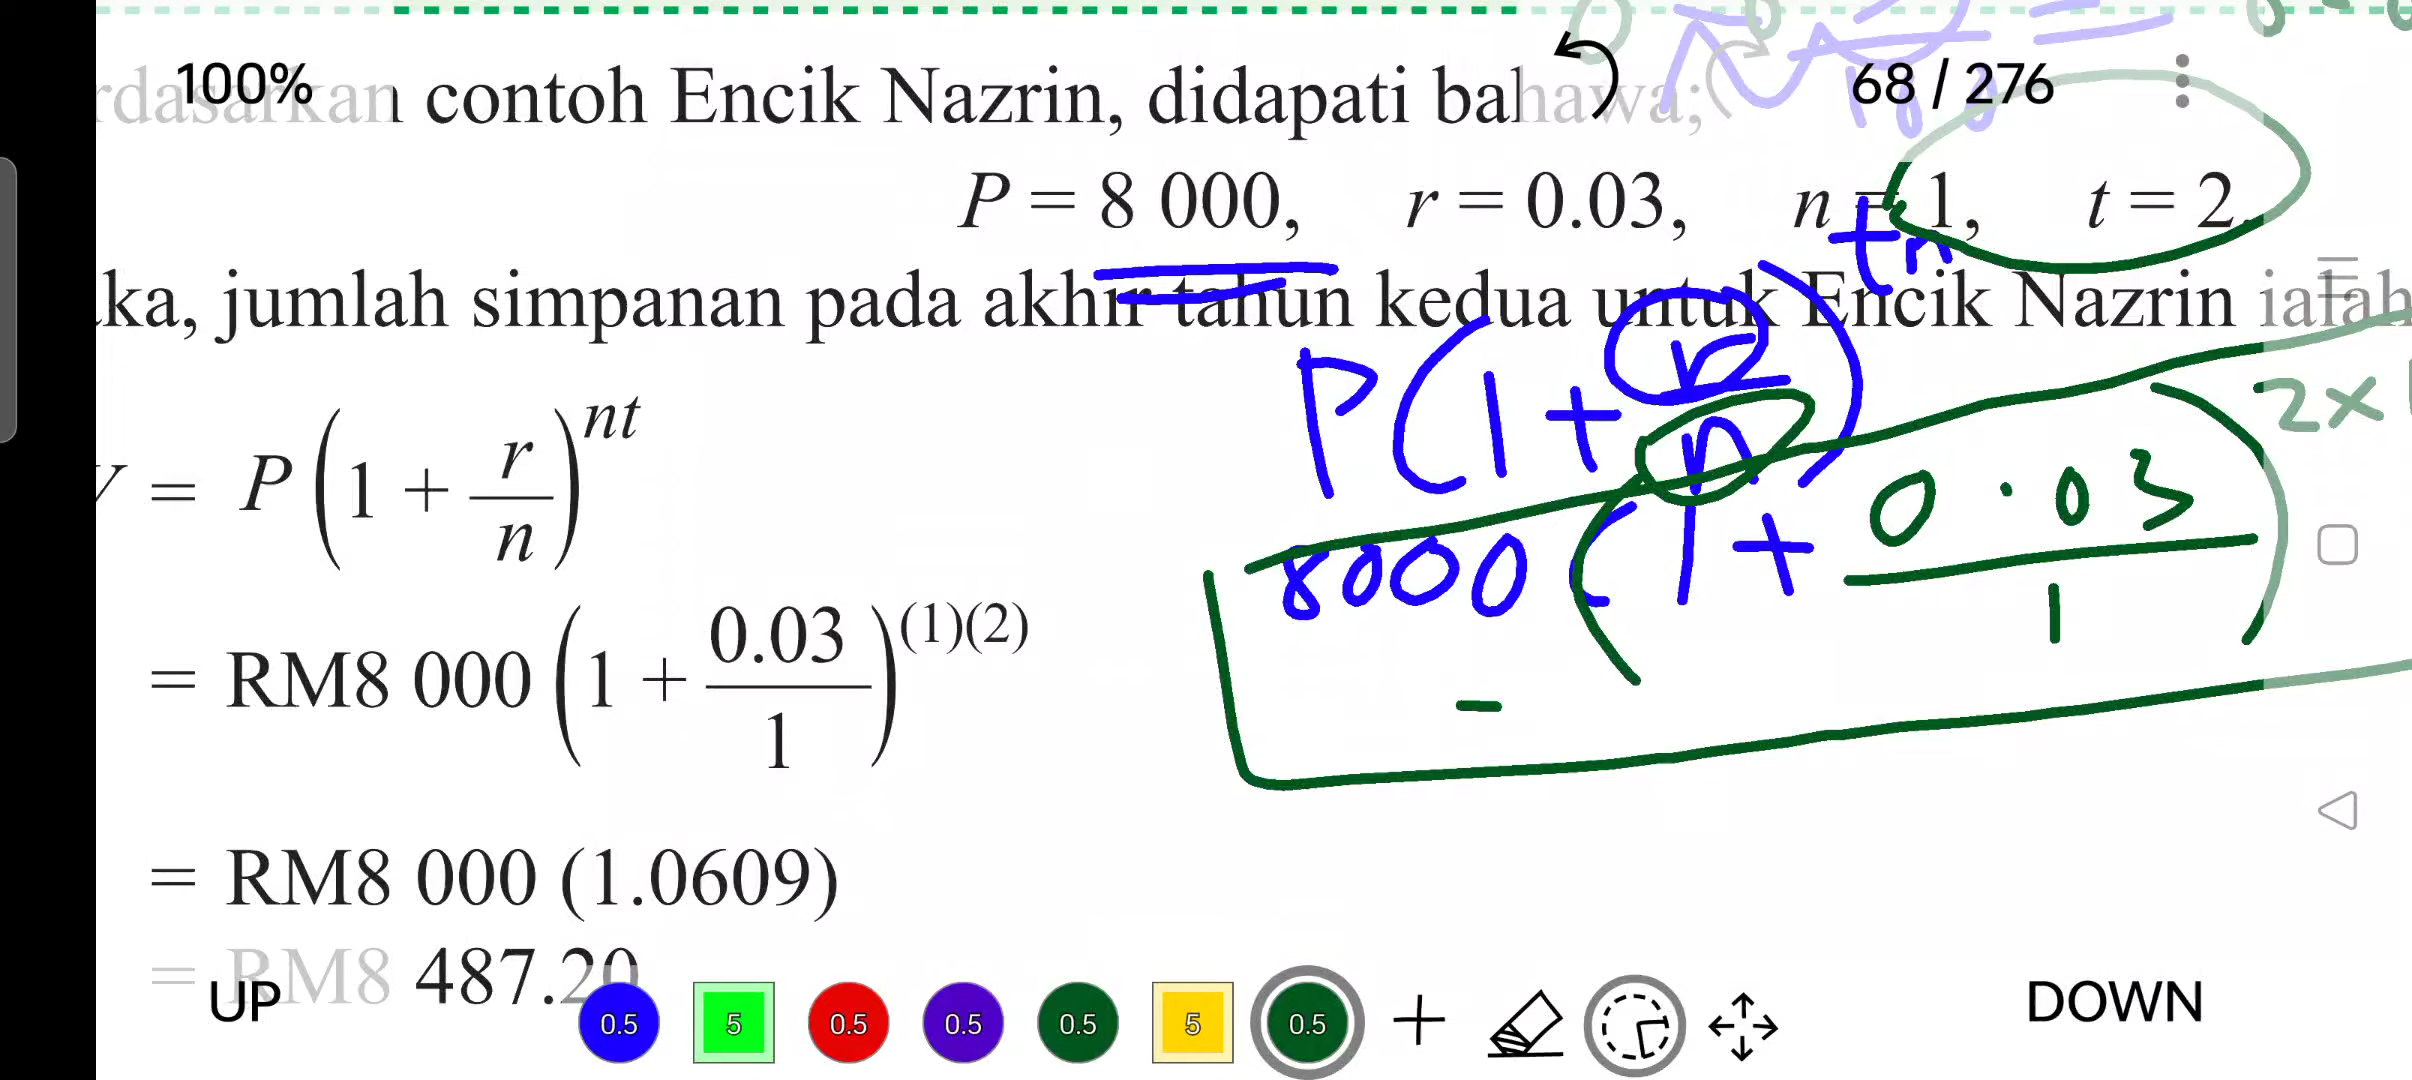 100% 68 / 276
rdasarkan contoh Encik Nazrin, didapati bahawa;
P = 8 000, r = 0.03, n = 1, t = 2.
ka, jumlah simpanan pada akhir tahun kedua untuk Encik Nazrin ialah
V = P(1 + r/n)^nt
P(1 + r/n)^tn
= RM8 000 (1 + 0.03/1)^(1)(2)
8000 (1 + 0.03/1) 2×
= RM8 000 (1.0609)
= RM8 487.20
UP 0.5 5 0.5 0.5 0.5 5 0.5 + DOWN